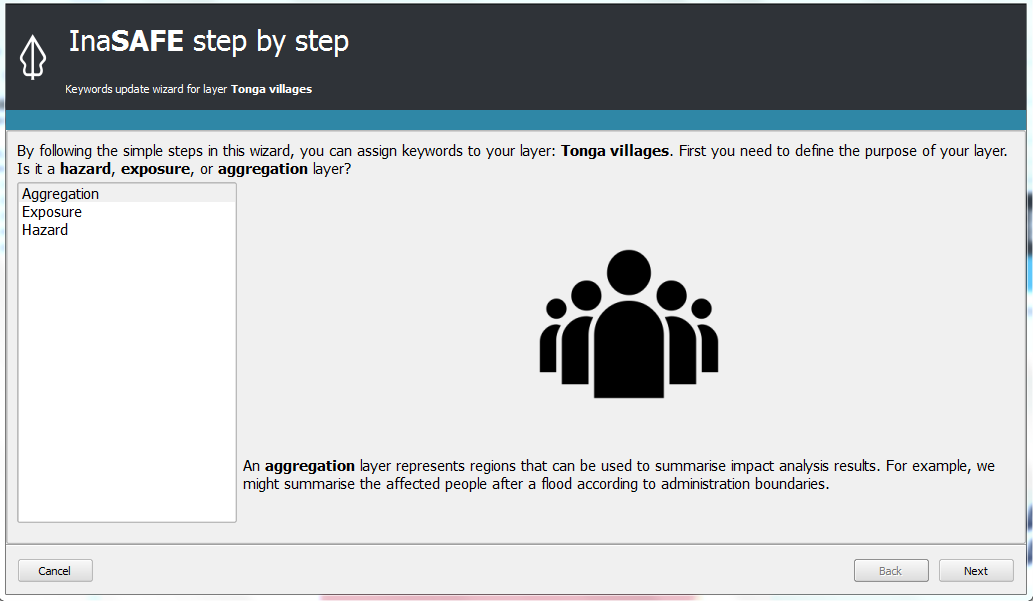 InaSAFE step by step
Keywords update wizard for layer Tonga villages
By following the simple steps in this wizard, you can assign keywords to your layer: Tonga villages. First you need to define the purpose of your layer.
Is it a hazard, exposure, or aggregation layer?
Aggregation
Exposure
Hazard
An aggregation layer represents regions that can be used to summarise impact analysis results. For example, we
might summarise the affected people after a flood according to administration boundaries.
Cancel
Back
Next